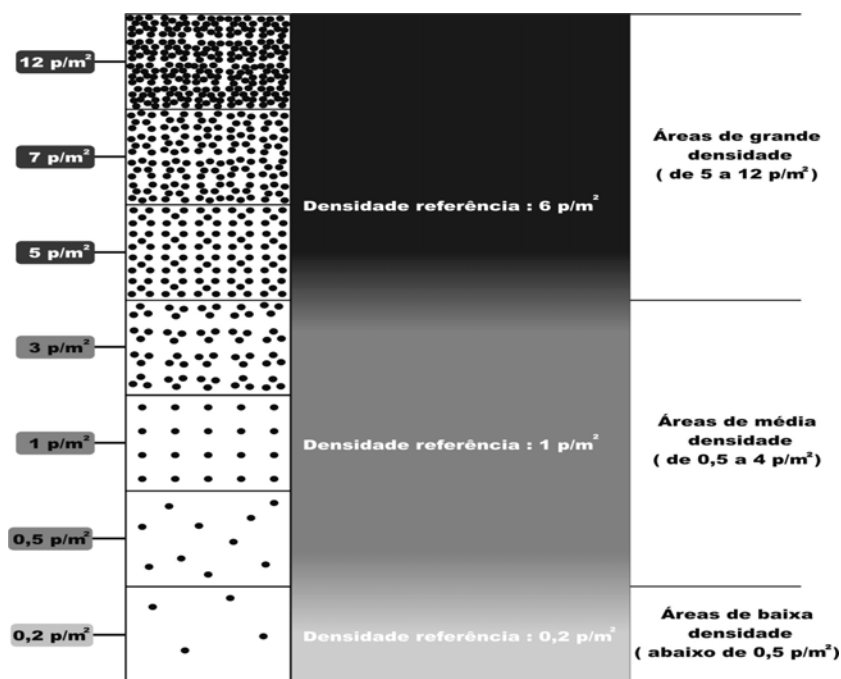 12 p/m²
7 p/m²
5 p/m²
3 p/m²
1 p/m²
0,5 p/m²
0,2 p/m²
Densidade referência : 6 p/m²
Densidade referência : 1 p/m²
Densidade referência : 0,2 p/m²
Áreas de grande
densidade
( de 5 a 12 p/m²)
Áreas de média
densidade
( de 0,5 a 4 p/m²)
Áreas de baixa
densidade
( abaixo de 0,5 p/m²)